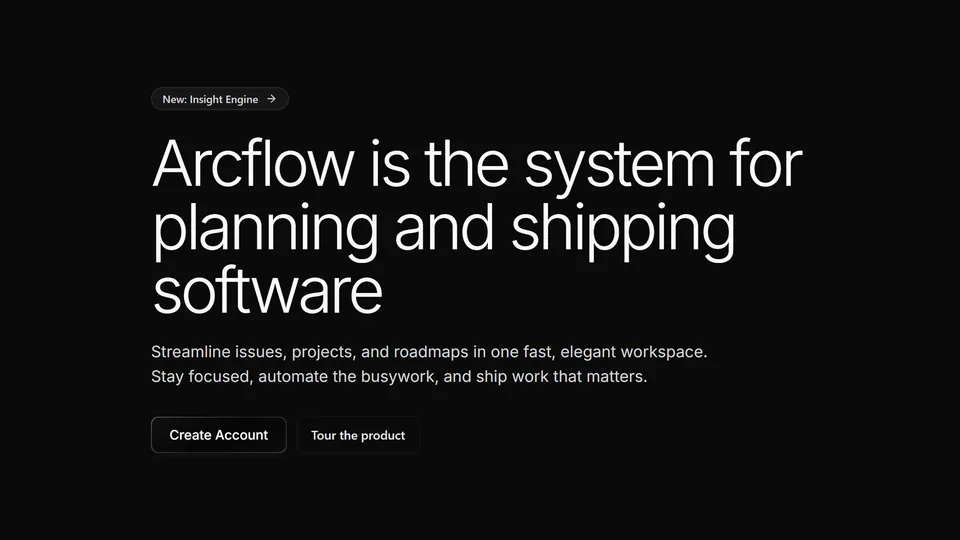 New: Insight Engine →
Arcflow is the system for
planning and shipping
software
Streamline issues, projects, and roadmaps in one fast, elegant workspace.
Stay focused, automate the busywork, and ship work that matters.
Create Account
Tour the product